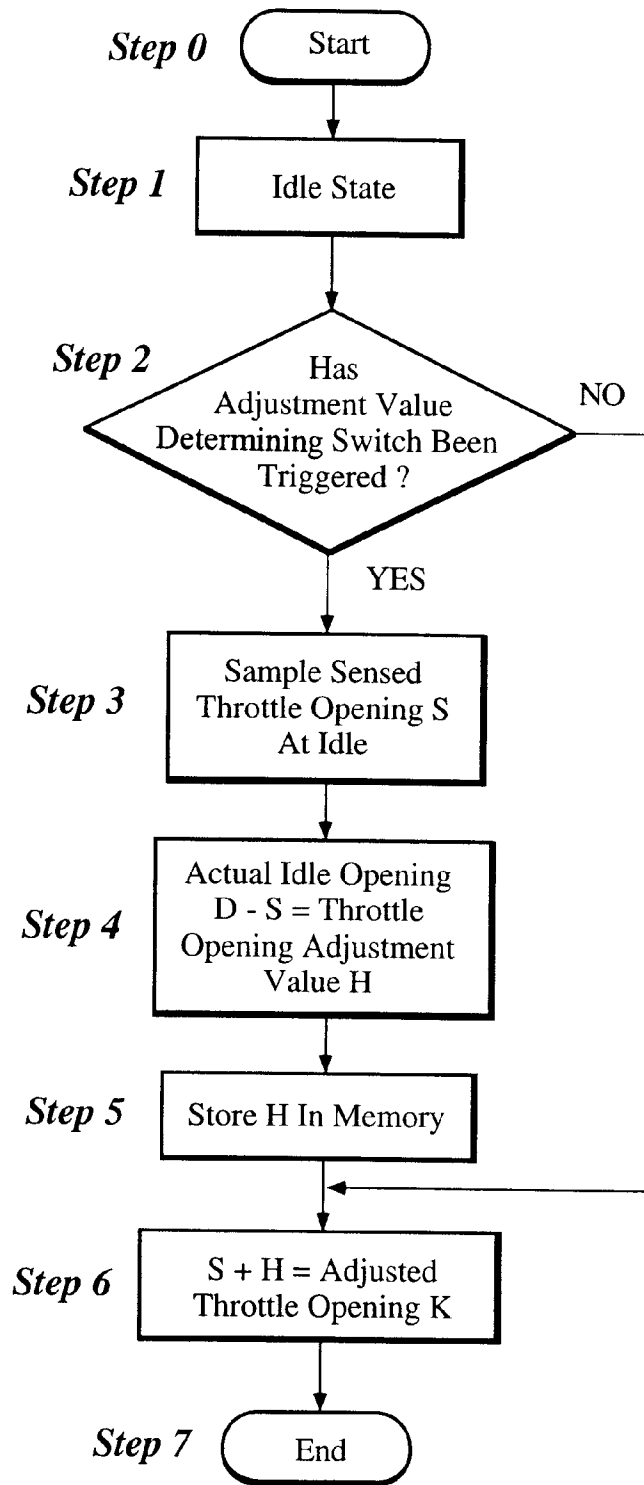 Step 0
Start
Step 1
Idle State
Step 2
Has
Adjustment Value
Determining Switch Been
Triggered ?
NO
YES
Step 3
Sample Sensed
Throttle Opening S
At Idle
Step 4
Actual Idle Opening
D - S = Throttle
Opening Adjustment
Value H
Step 5
Store H In Memory
Step 6
S + H = Adjusted
Throttle Opening K
Step 7
End